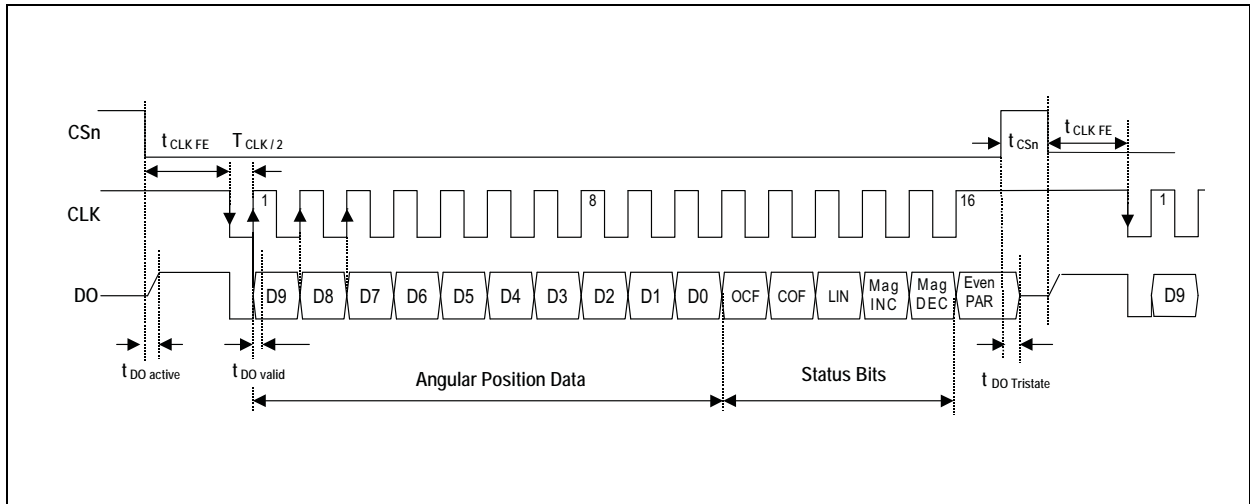 CSn
t CLK FE
T CLK / 2
t CSn
t CLK FE
CLK
1
8
16
1
DO
D9
D8
D7
D6
D5
D4
D3
D2
D1
D0
OCF
COF
LIN
Mag
INC
Mag
DEC
Even
PAR
D9
t DO active
t DO valid
Angular Position Data
Status Bits
t DO Tristate